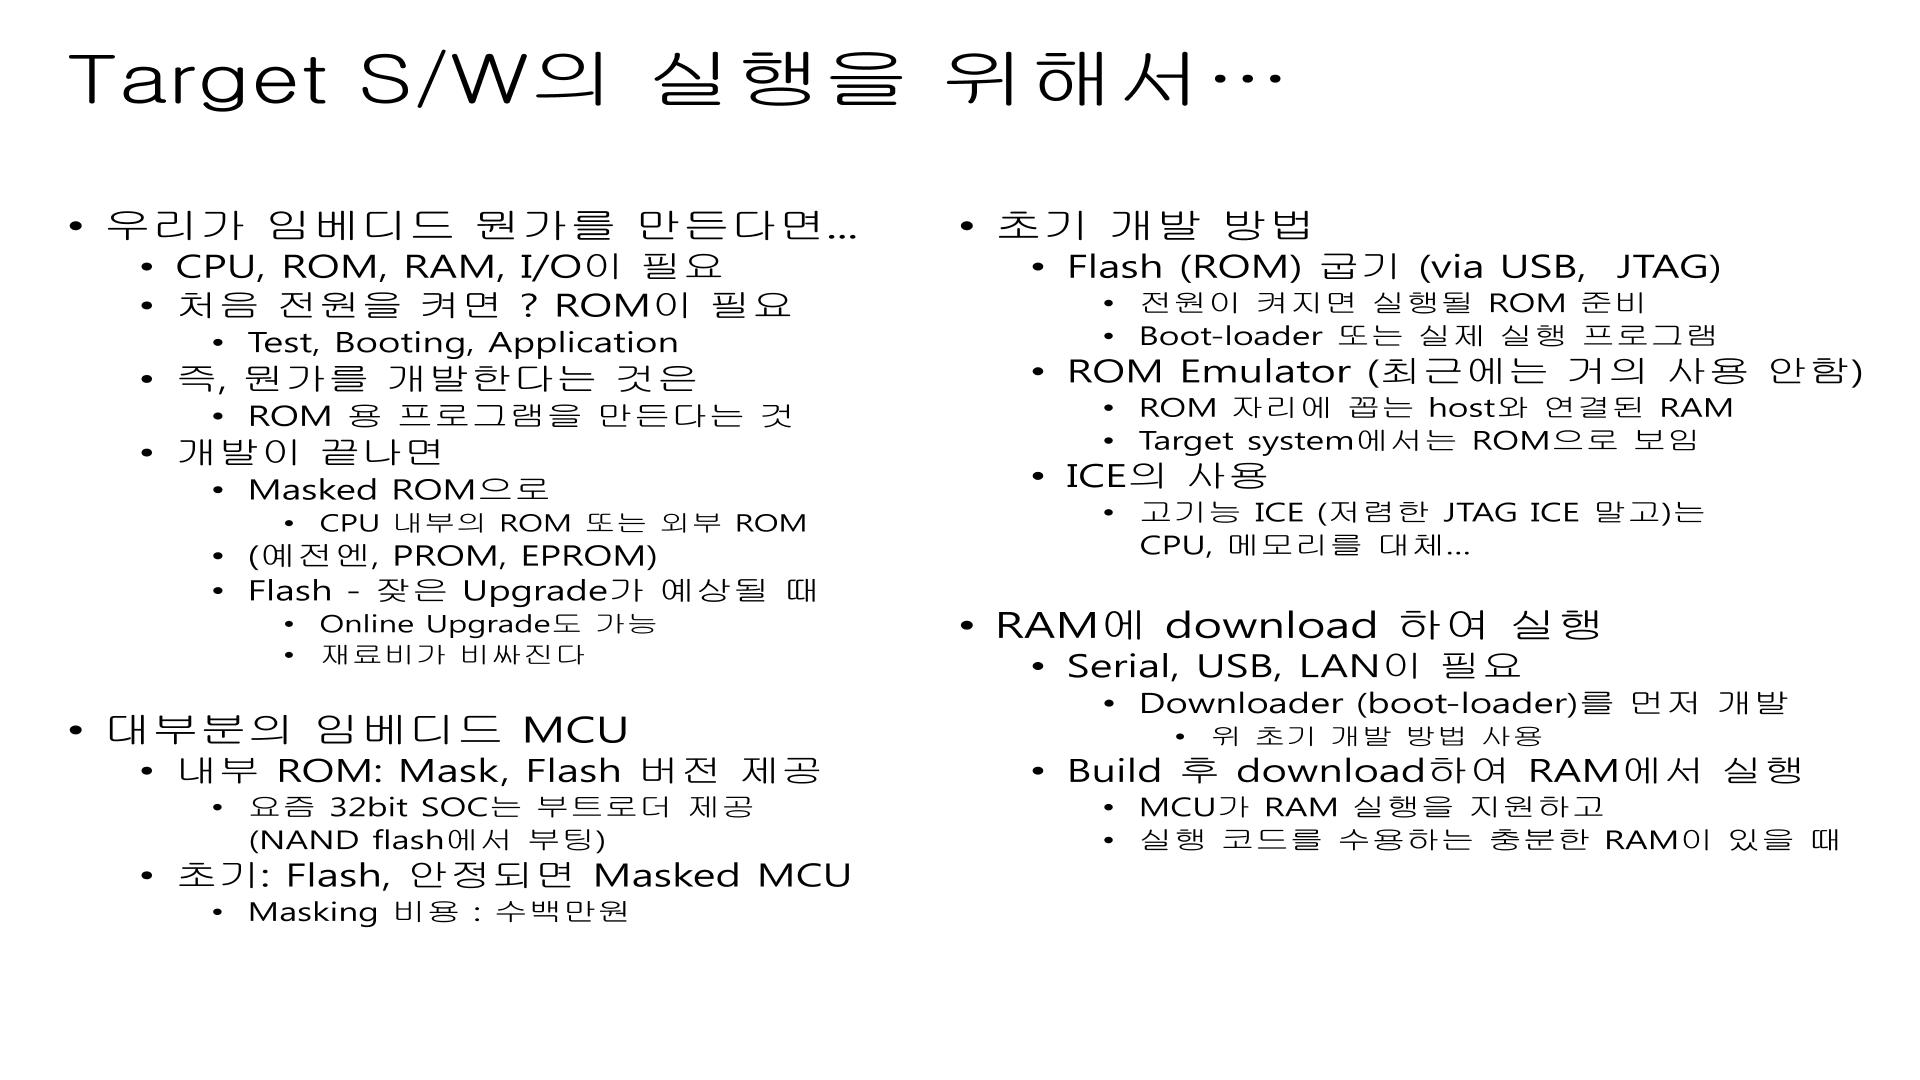 Target S/W의 실행을 위해서…
• 우리가 임베디드 뭔가를 만든다면...
• CPU, ROM, RAM, I/O이 필요
• 처음 전원을 켜면 ? ROM이 필요
• Test, Booting, Application
• 즉, 뭔가를 개발한다는 것은
• ROM 용 프로그램을 만든다는 것
• 개발이 끝나면
• Masked ROM으로
• CPU 내부의 ROM 또는 외부 ROM
• (예전엔, PROM, EPROM)
• Flash - 잦은 Upgrade가 예상될 때
• Online Upgrade도 가능
• 재료비가 비싸진다
• 대부분의 임베디드 MCU
• 내부 ROM: Mask, Flash 버전 제공
• 요즘 32bit SOC는 부트로더 제공
(NAND flash에서 부팅)
• 초기: Flash, 안정되면 Masked MCU
• Masking 비용 : 수백만원
• 초기 개발 방법
• Flash (ROM) 굽기 (via USB, JTAG)
• 전원이 켜지면 실행될 ROM 준비
• Boot-loader 또는 실제 실행 프로그램
• ROM Emulator (최근에는 거의 사용 안함)
• ROM 자리에 꼽는 host와 연결된 RAM
• Target system에서는 ROM으로 보임
• ICE의 사용
• 고기능 ICE (저렴한 JTAG ICE 말고)는
CPU, 메모리를 대체...
• RAM에 download 하여 실행
• Serial, USB, LAN이 필요
• Downloader (boot-loader)를 먼저 개발
• 위 초기 개발 방법 사용
• Build 후 download하여 RAM에서 실행
• MCU가 RAM 실행을 지원하고
• 실행 코드를 수용하는 충분한 RAM이 있을 때